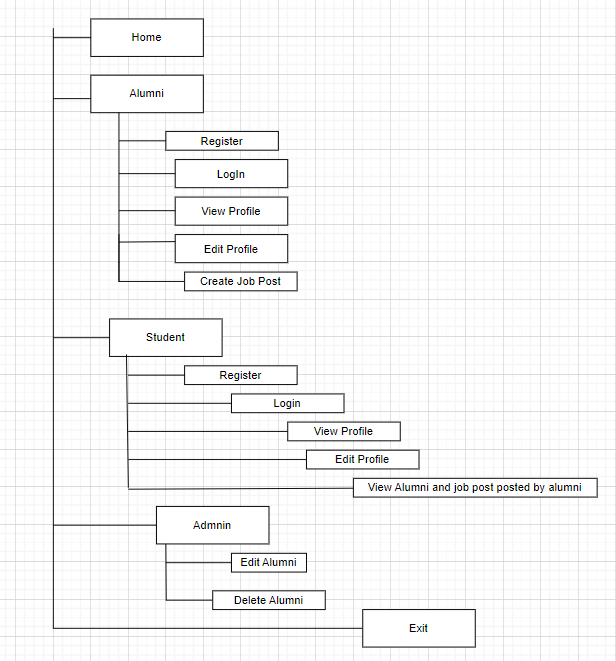 Home
Alumni
Register
LogIn
View Profile
Edit Profile
Create Job Post
Student
Register
Login
View Profile
Edit Profile
View Alumni and job post posted by alumni
Admnin
Edit Alumni
Delete Alumni
Exit